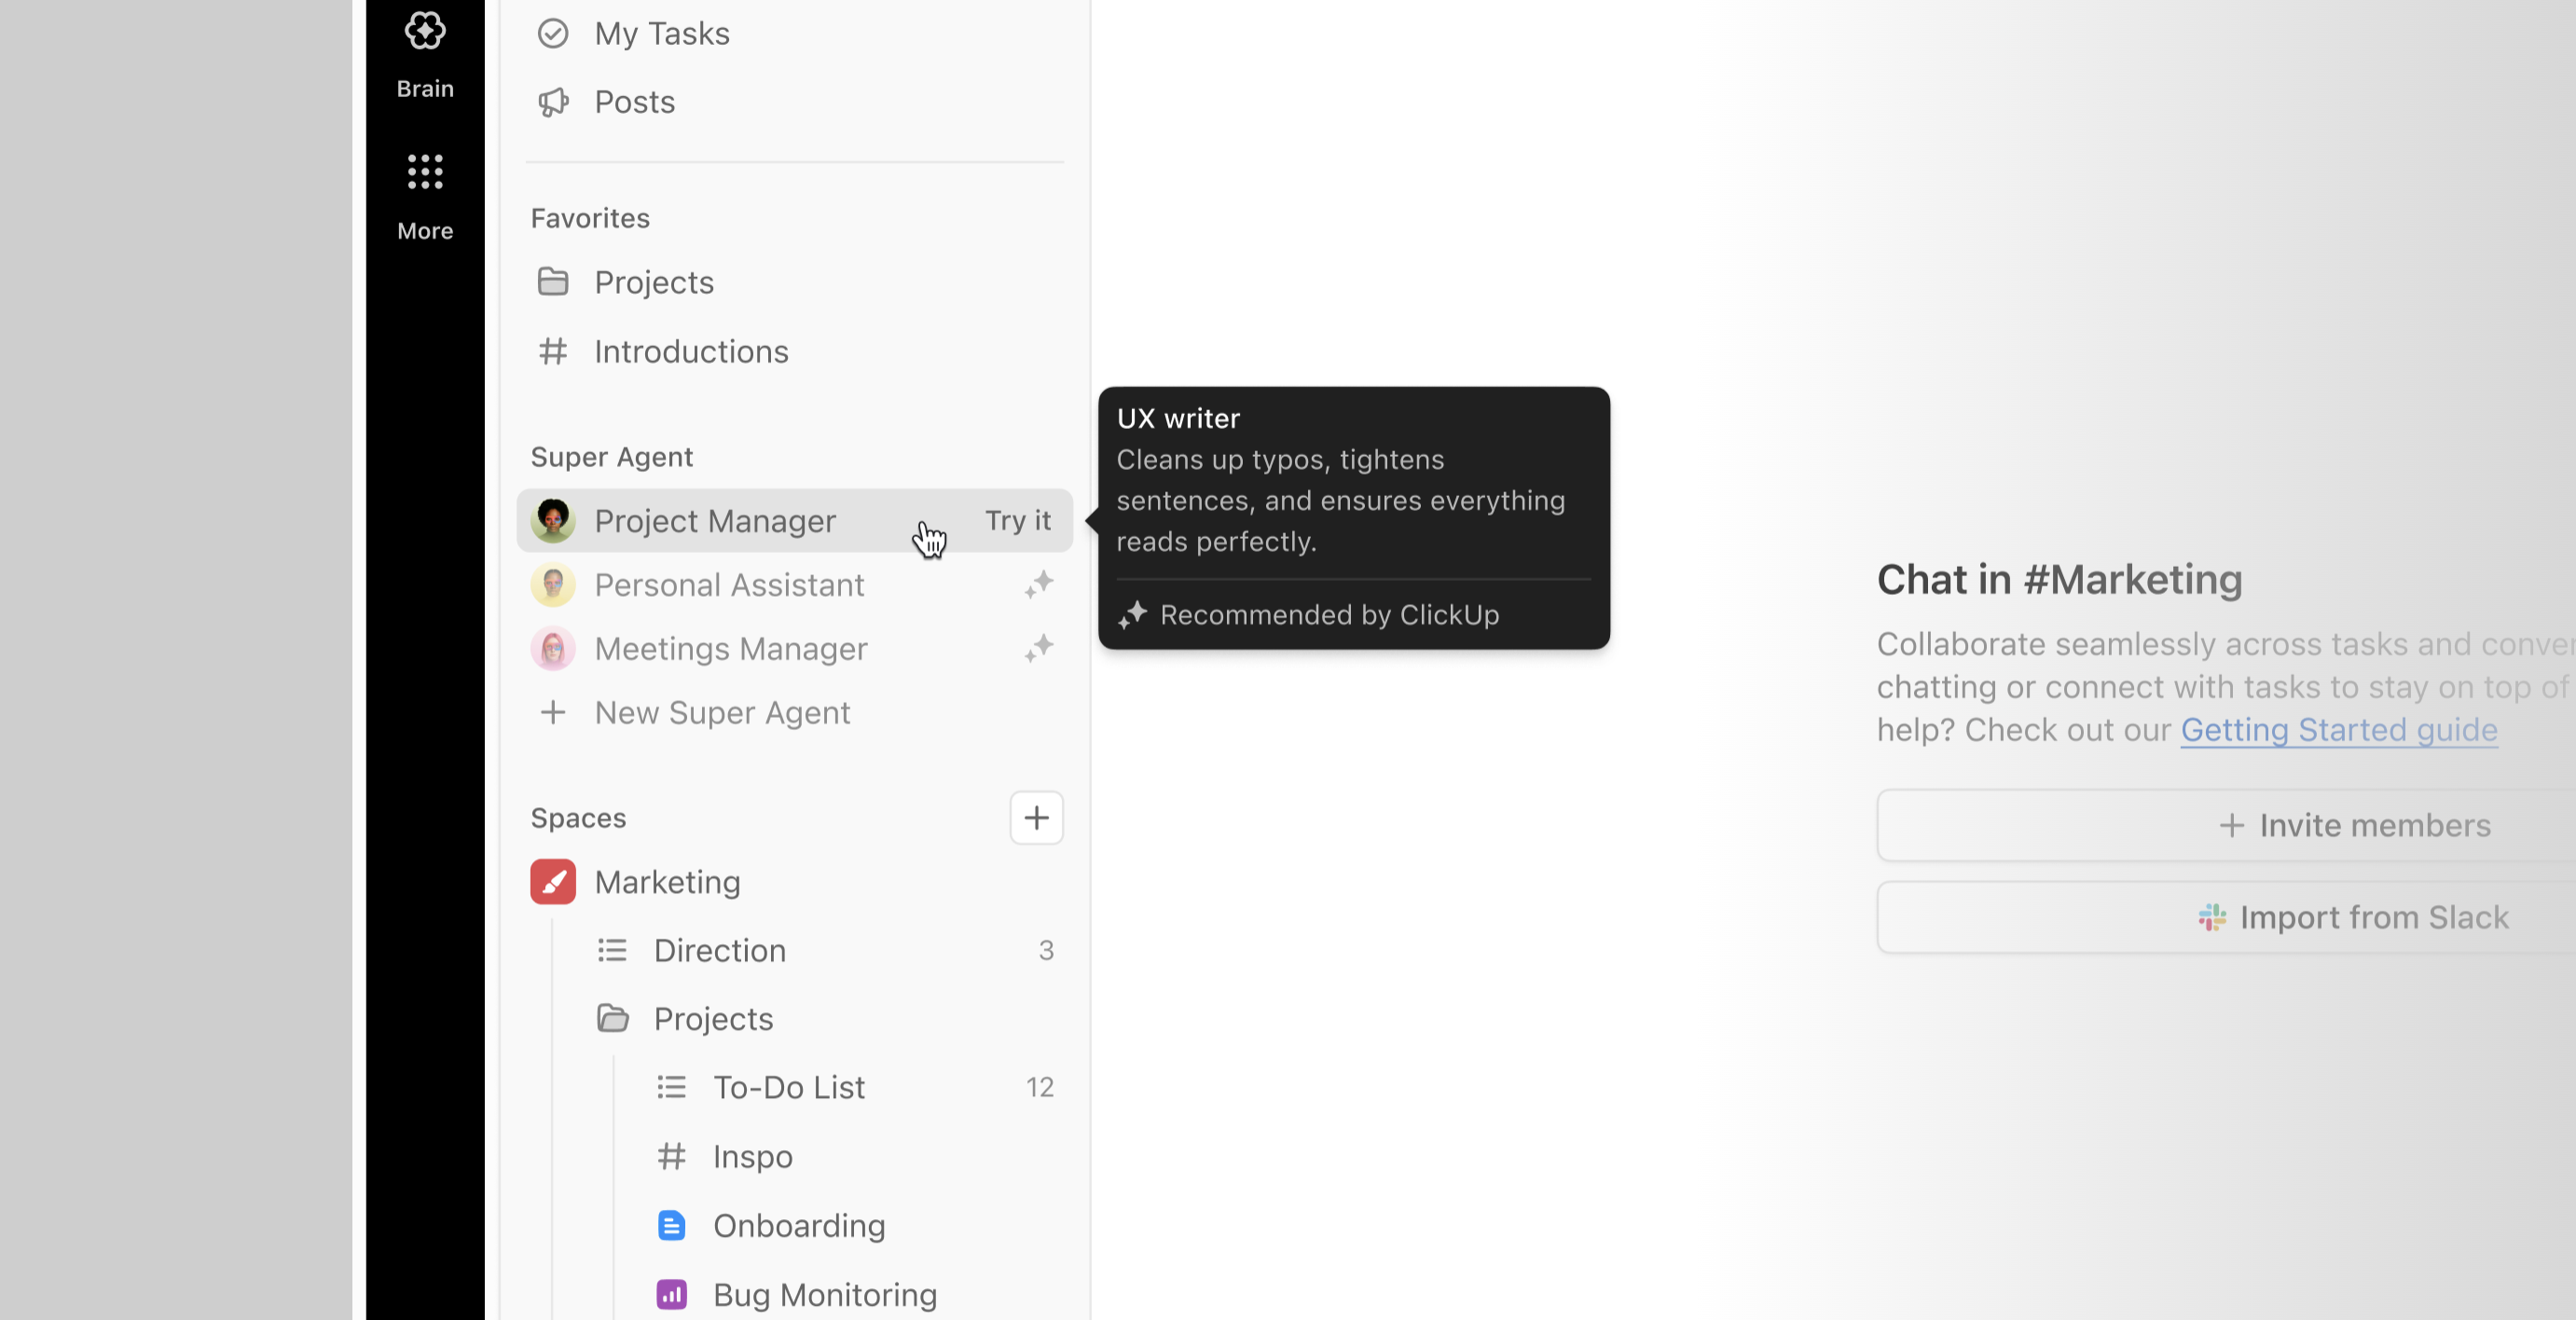 Brain
More
My Tasks
Posts
Favorites
Projects
Introductions
Super Agent
Project Manager
Try it
Personal Assistant
Meetings Manager
New Super Agent
Spaces
Marketing
Direction
3
Projects
To-Do List
12
Inspo
Onboarding
Bug Monitoring
UX writer
Cleans up typos, tightens
sentences, and ensures everything
reads perfectly.
Recommended by ClickUp
Chat in #Marketing
Collaborate seamlessly across tasks and
chatting or connect with tasks to stay on top of
help? Check out our Getting Started guide
Invite members
Import from Slack